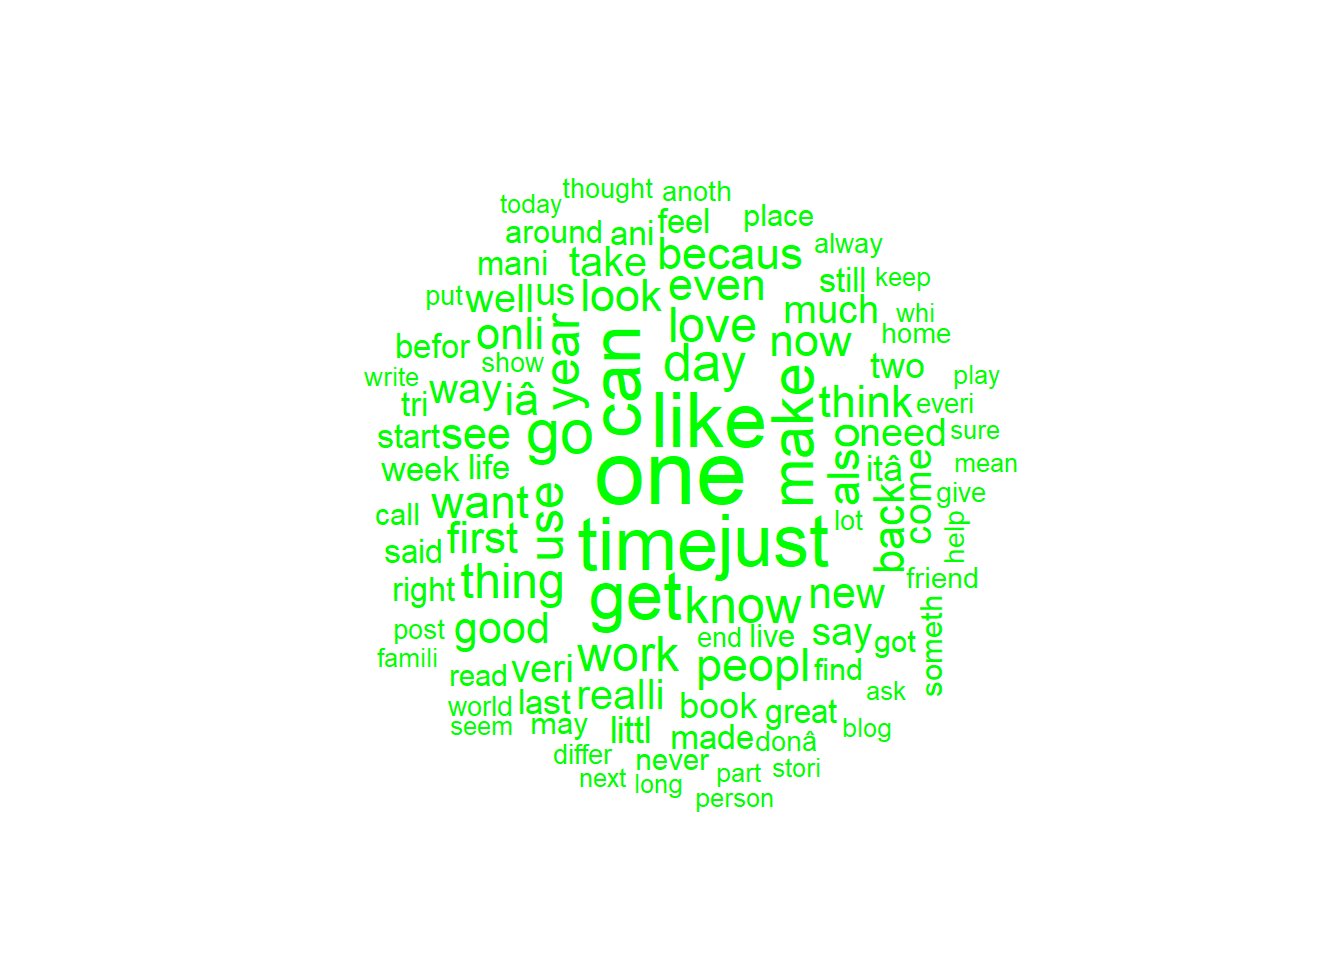 thought anoth
today
around ani feel place
mani take becaus alway
put well us look even still keep
befor onli year can love much whi
show day now home
write way iâ make two play
tri like think everi
start see go one also need sure
week life itâ mean
want use back come give
call first time just lot help
said thing get know new friend
right
post good work end live say got someth
famili
read veri peopl find
world last realli book great ask
seem may littl made donâ blog
differ never
next long part stori
person